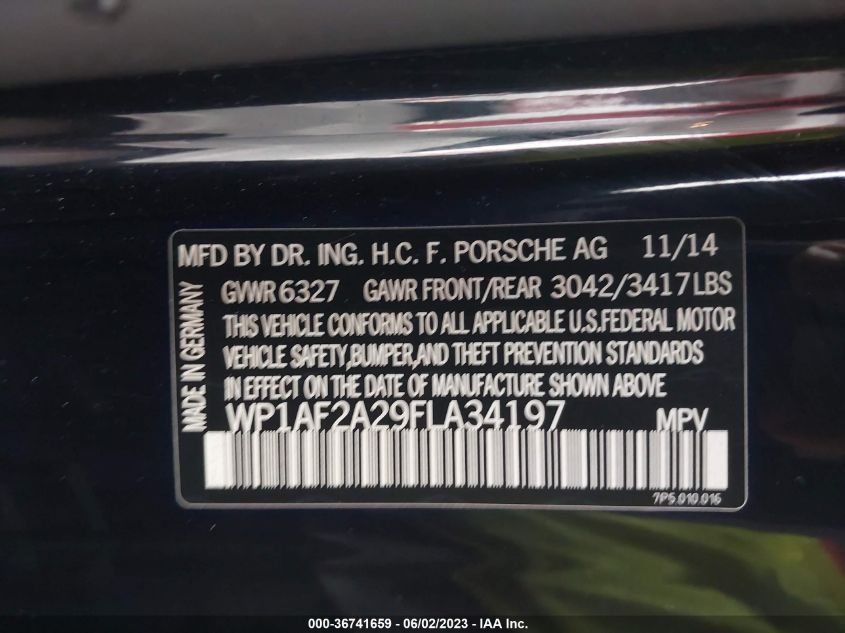 MFD BY DR. ING. H.C. F. PORSCHE AG 11/14
GVWR 6327 GAWR FRONT/REAR 3042/3417LBS
THIS VEHICLE CONFORMS TO ALL APPLICABLE U.S.FEDERAL MOTOR
VEHICLE SAFETY,BUMPER,AND THEFT PREVENTION STANDARDS
IN EFFECT ON THE DATE OF MANUFACTURE SHOWN ABOVE
WP1AF2A29FLA34197 MPV
7P5.010.016
MADE IN GERMANY
000-36741659 - 06/02/2023 - IAA Inc.